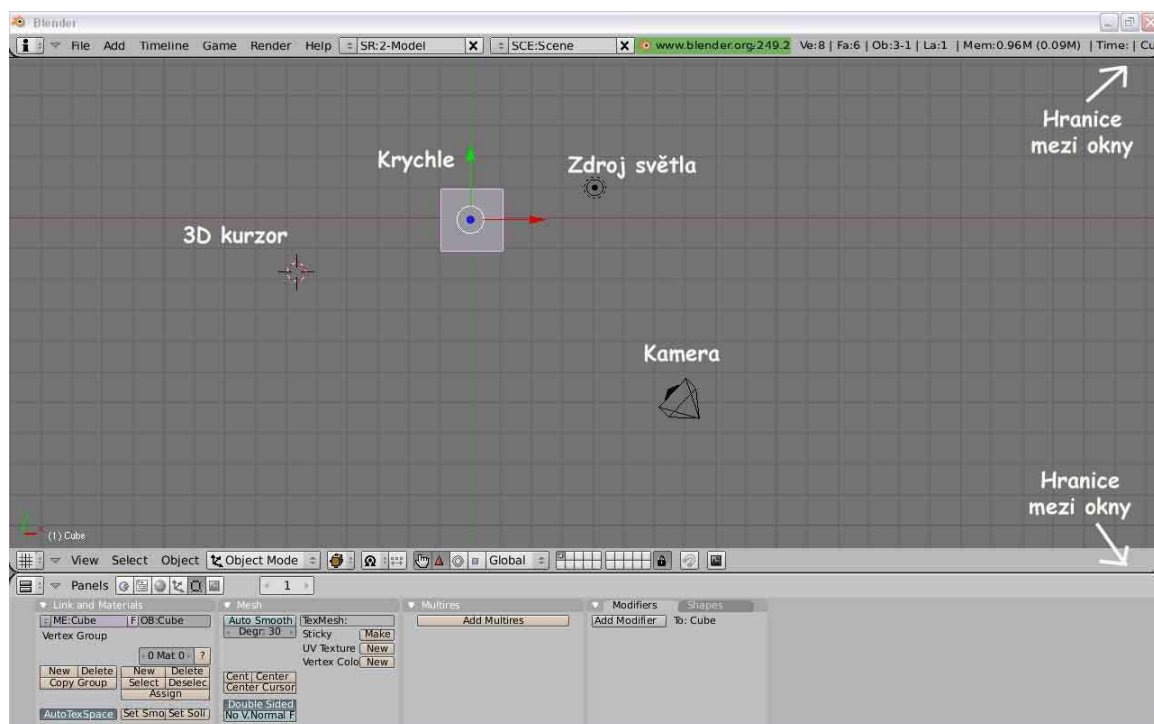 Blender
File Add Timeline Game Render Help SR:2-Model X SCE:Scene X www.blender.org 249.2 Ve:8 | Fa:6 | Ob:3-1 | La:1 | Mem:0.96M (0.09M) | Time: | Cu
Hranice
mezi okny
Krychle
Zdroj světla
3D kurzor
Kamera
Hranice
mezi okny
(1) Cube
View Select Object Object Mode Global
Panels 1
Link and Materials Mesh Multires Modifiers Shapes
ME:Cube F OB:Cube Auto Smooth TexMesh: Add Multires Add Modifier To: Cube
Vertex Group Degr: 30 Sticky Make
UV Texture New
0 Mat 0 ? Vertex Colo New
New Delete New Delete Cent Center
Copy Group Select Deselec Center Cursor
Assign
Double Sided
AutoTexSpace Set Smo Set Soli No V.Normal F